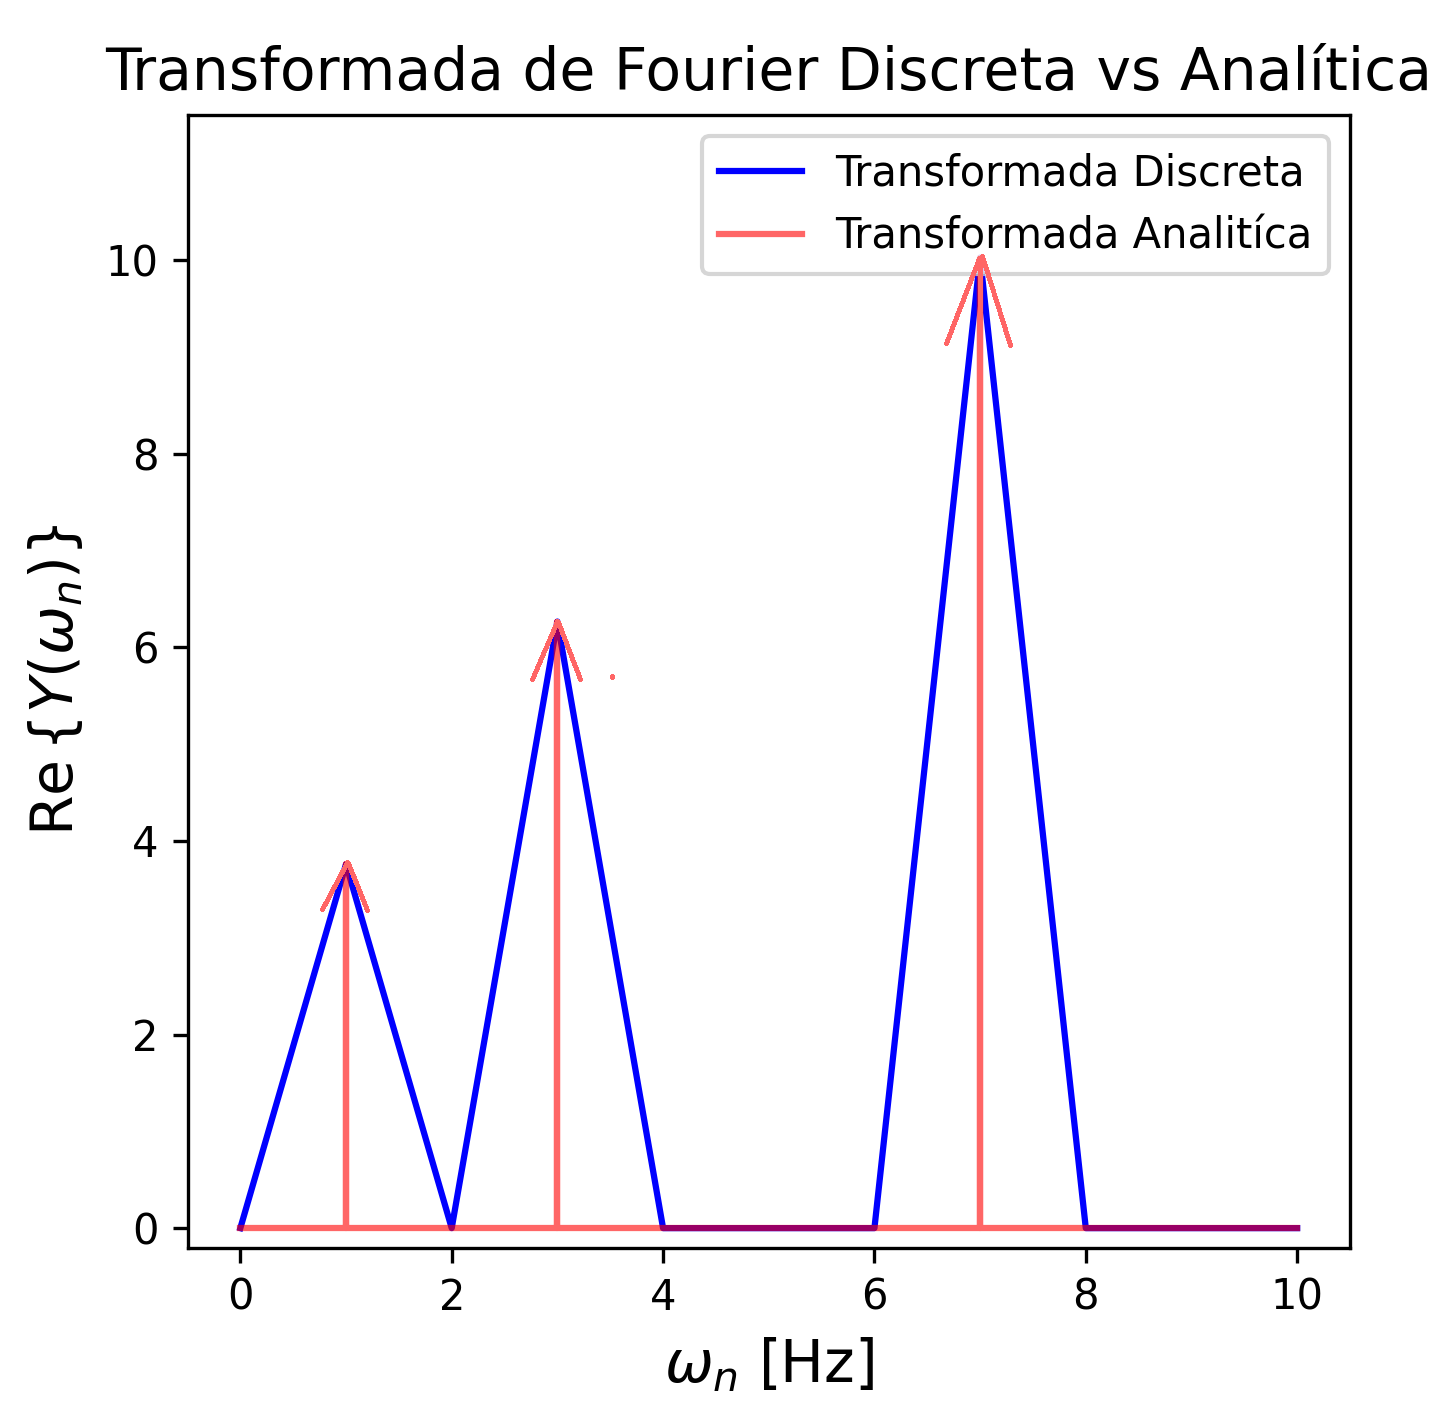 Transformada de Fourier Discreta vs Analítica
Transformada Discreta
Transformada Analitíca
10
8
6
4
2
0
Re{Y(ωₙ)}
0 2 4 6 8 10
ωₙ [Hz]